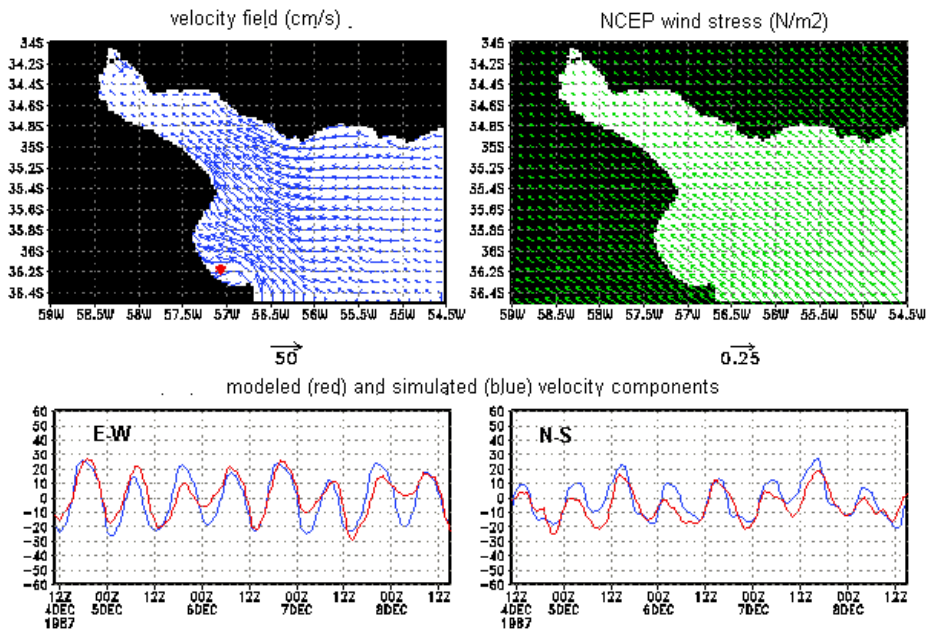 velocity field (cm/s)
NCEP wind stress (N/m2)
34S
34.2S
34.4S
34.6S
34.8S
35S
35.2S
35.4S
35.6S
35.8S
36S
36.2S
36.4S
59W 58.5W 58W 57.5W 57W 56.5W 56W 55.5W 55W 54.5W
34S
34.2S
34.4S
34.6S
34.8S
35S
35.2S
35.4S
35.6S
35.8S
36S
36.2S
36.4S
59W 58.5W 58W 57.5W 57W 56.5W 56W 55.5W 55W 54.5W
50
0.25
modeled (red) and simulated (blue) velocity components
E-W
60
50
40
30
20
10
0
-10
-20
-30
-40
-50
-60
12Z 00Z 12Z 00Z 12Z 00Z 12Z 00Z 12Z
4DEC 5DEC 6DEC 7DEC 8DEC
1987
N-S
60
50
40
30
20
10
0
-10
-20
-30
-40
-50
-60
12Z 00Z 12Z 00Z 12Z 00Z 12Z 00Z 12Z
4DEC 5DEC 6DEC 7DEC 8DEC
1987